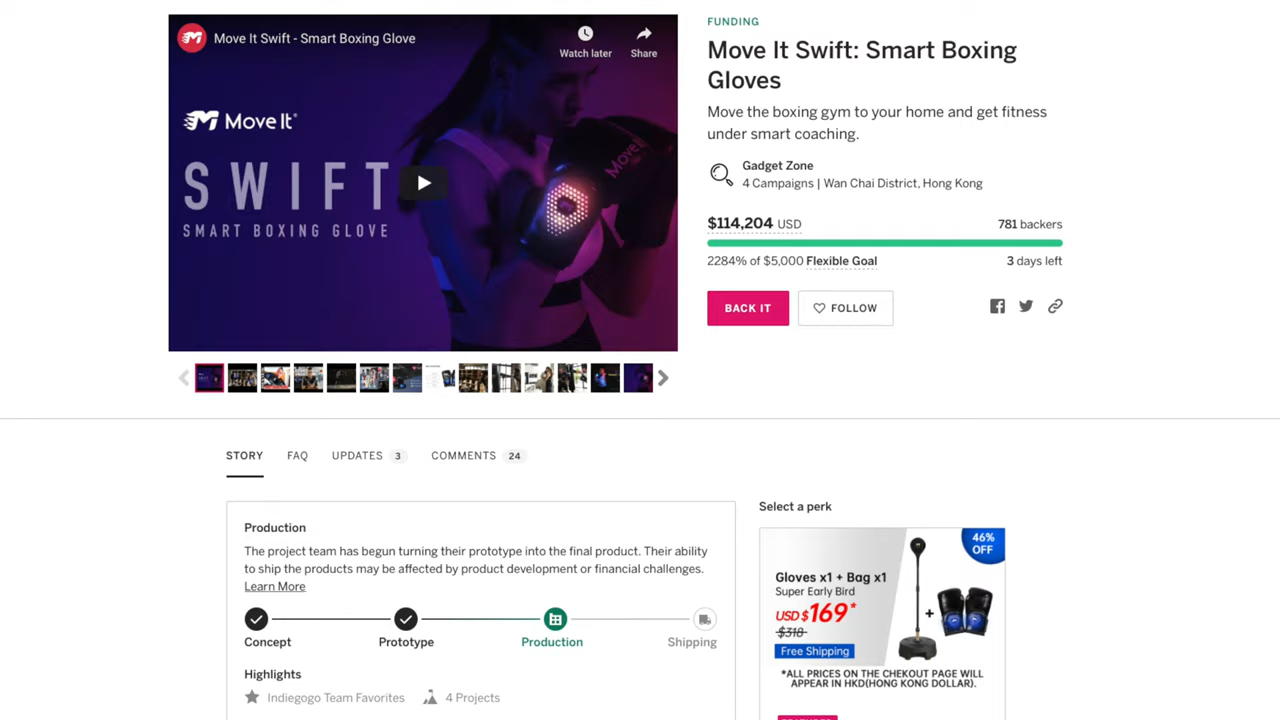 Move It Swift - Smart Boxing Glove
Watch later
Share
Move It®
SWIFT
SMART BOXING GLOVE
Move It
FUNDING
Move It Swift: Smart Boxing
Gloves
Move the boxing gym to your home and get fitness
under smart coaching.
Gadget Zone
4 Campaigns | Wan Chai District, Hong Kong
$114,204 USD
781 backers
2284% of $5,000 Flexible Goal
3 days left
BACK IT
FOLLOW
STORY
FAQ
UPDATES 3
COMMENTS 24
Production
The project team has begun turning their prototype into the final product. Their ability
to ship the products may be affected by product development or financial challenges.
Learn More
Concept
Prototype
Production
Shipping
Highlights
Indiegogo Team Favorites
4 Projects
Select a perk
46%
OFF
Gloves x1 + Bag x1
Super Early Bird
USD $169*
$318
Free Shipping
*ALL PRICES ON THE CHEKOUT PAGE WILL
APPEAR IN HKD(HONG KONG DOLLAR).